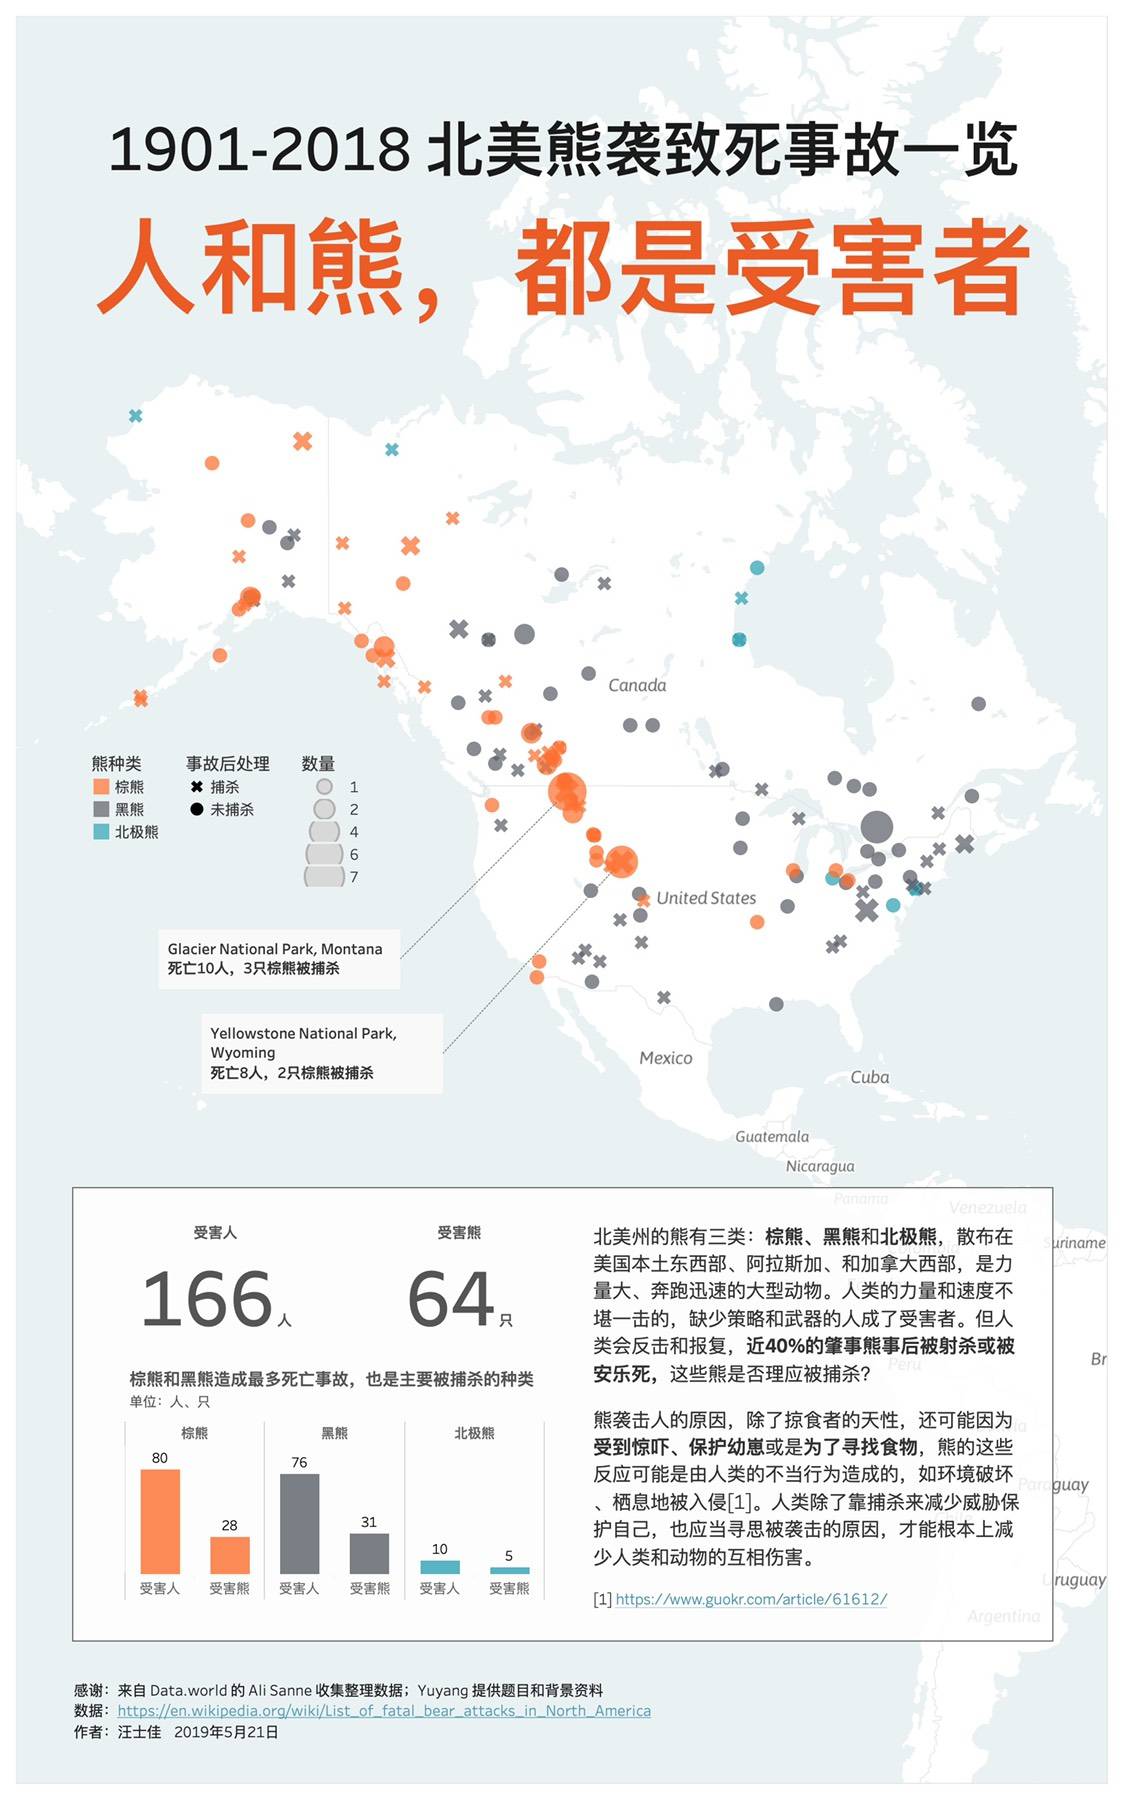 1901-2018 北美熊袭致死事故一览
人和熊，都是受害者
Canada
熊种类
棕熊
黑熊
北极熊
事故后处理
捕杀
未捕杀
数量
1
2
4
6
7
United States
Glacier National Park, Montana
死亡10人，3只棕熊被捕杀
Yellowstone National Park,
Wyoming
死亡8人，2只棕熊被捕杀
Mexico
Cuba
Guatemala
Nicaragua
Panama
Venezuela
uriname
Peru
Br
Paraguay
Uruguay
Argentina
受害人
166人
受害熊
64只
棕熊和黑熊造成最多死亡事故，也是主要被捕杀的种类
单位：人、只
棕熊
黑熊
北极熊
80
28
76
31
10
5
受害人
受害熊
受害人
受害熊
受害人
受害熊
北美州的熊有三类：棕熊、黑熊和北极熊，散布在
美国本土东西部、阿拉斯加、和加拿大西部，是力
量大、奔跑迅速的大型动物。人类的力量和速度不
堪一击的，缺少策略和武器的人成了受害者。但人
类会反击和报复，近40%的肇事熊事后被射杀或被
安乐死，这些熊是否理应被捕杀？
熊袭击人的原因，除了掠食者的天性，还可能因为
受到惊吓、保护幼崽或是为了寻找食物，熊的这些
反应可能是由人类的不当行为造成的，如环境破坏
、栖息地被入侵[1]。人类除了靠捕杀来减少威胁保
护自己，也应当寻思被袭击的原因，才能根本上减
少人类和动物的互相伤害。
[1] https://www.guokr.com/article/61612/
感谢：来自 Data.world 的 Ali Sanne 收集整理数据；Yuyang 提供题目和背景资料
数据：https://en.wikipedia.org/wiki/List_of_fatal_bear_attacks_in_North_America
作者：汪士佳 2019年5月21日